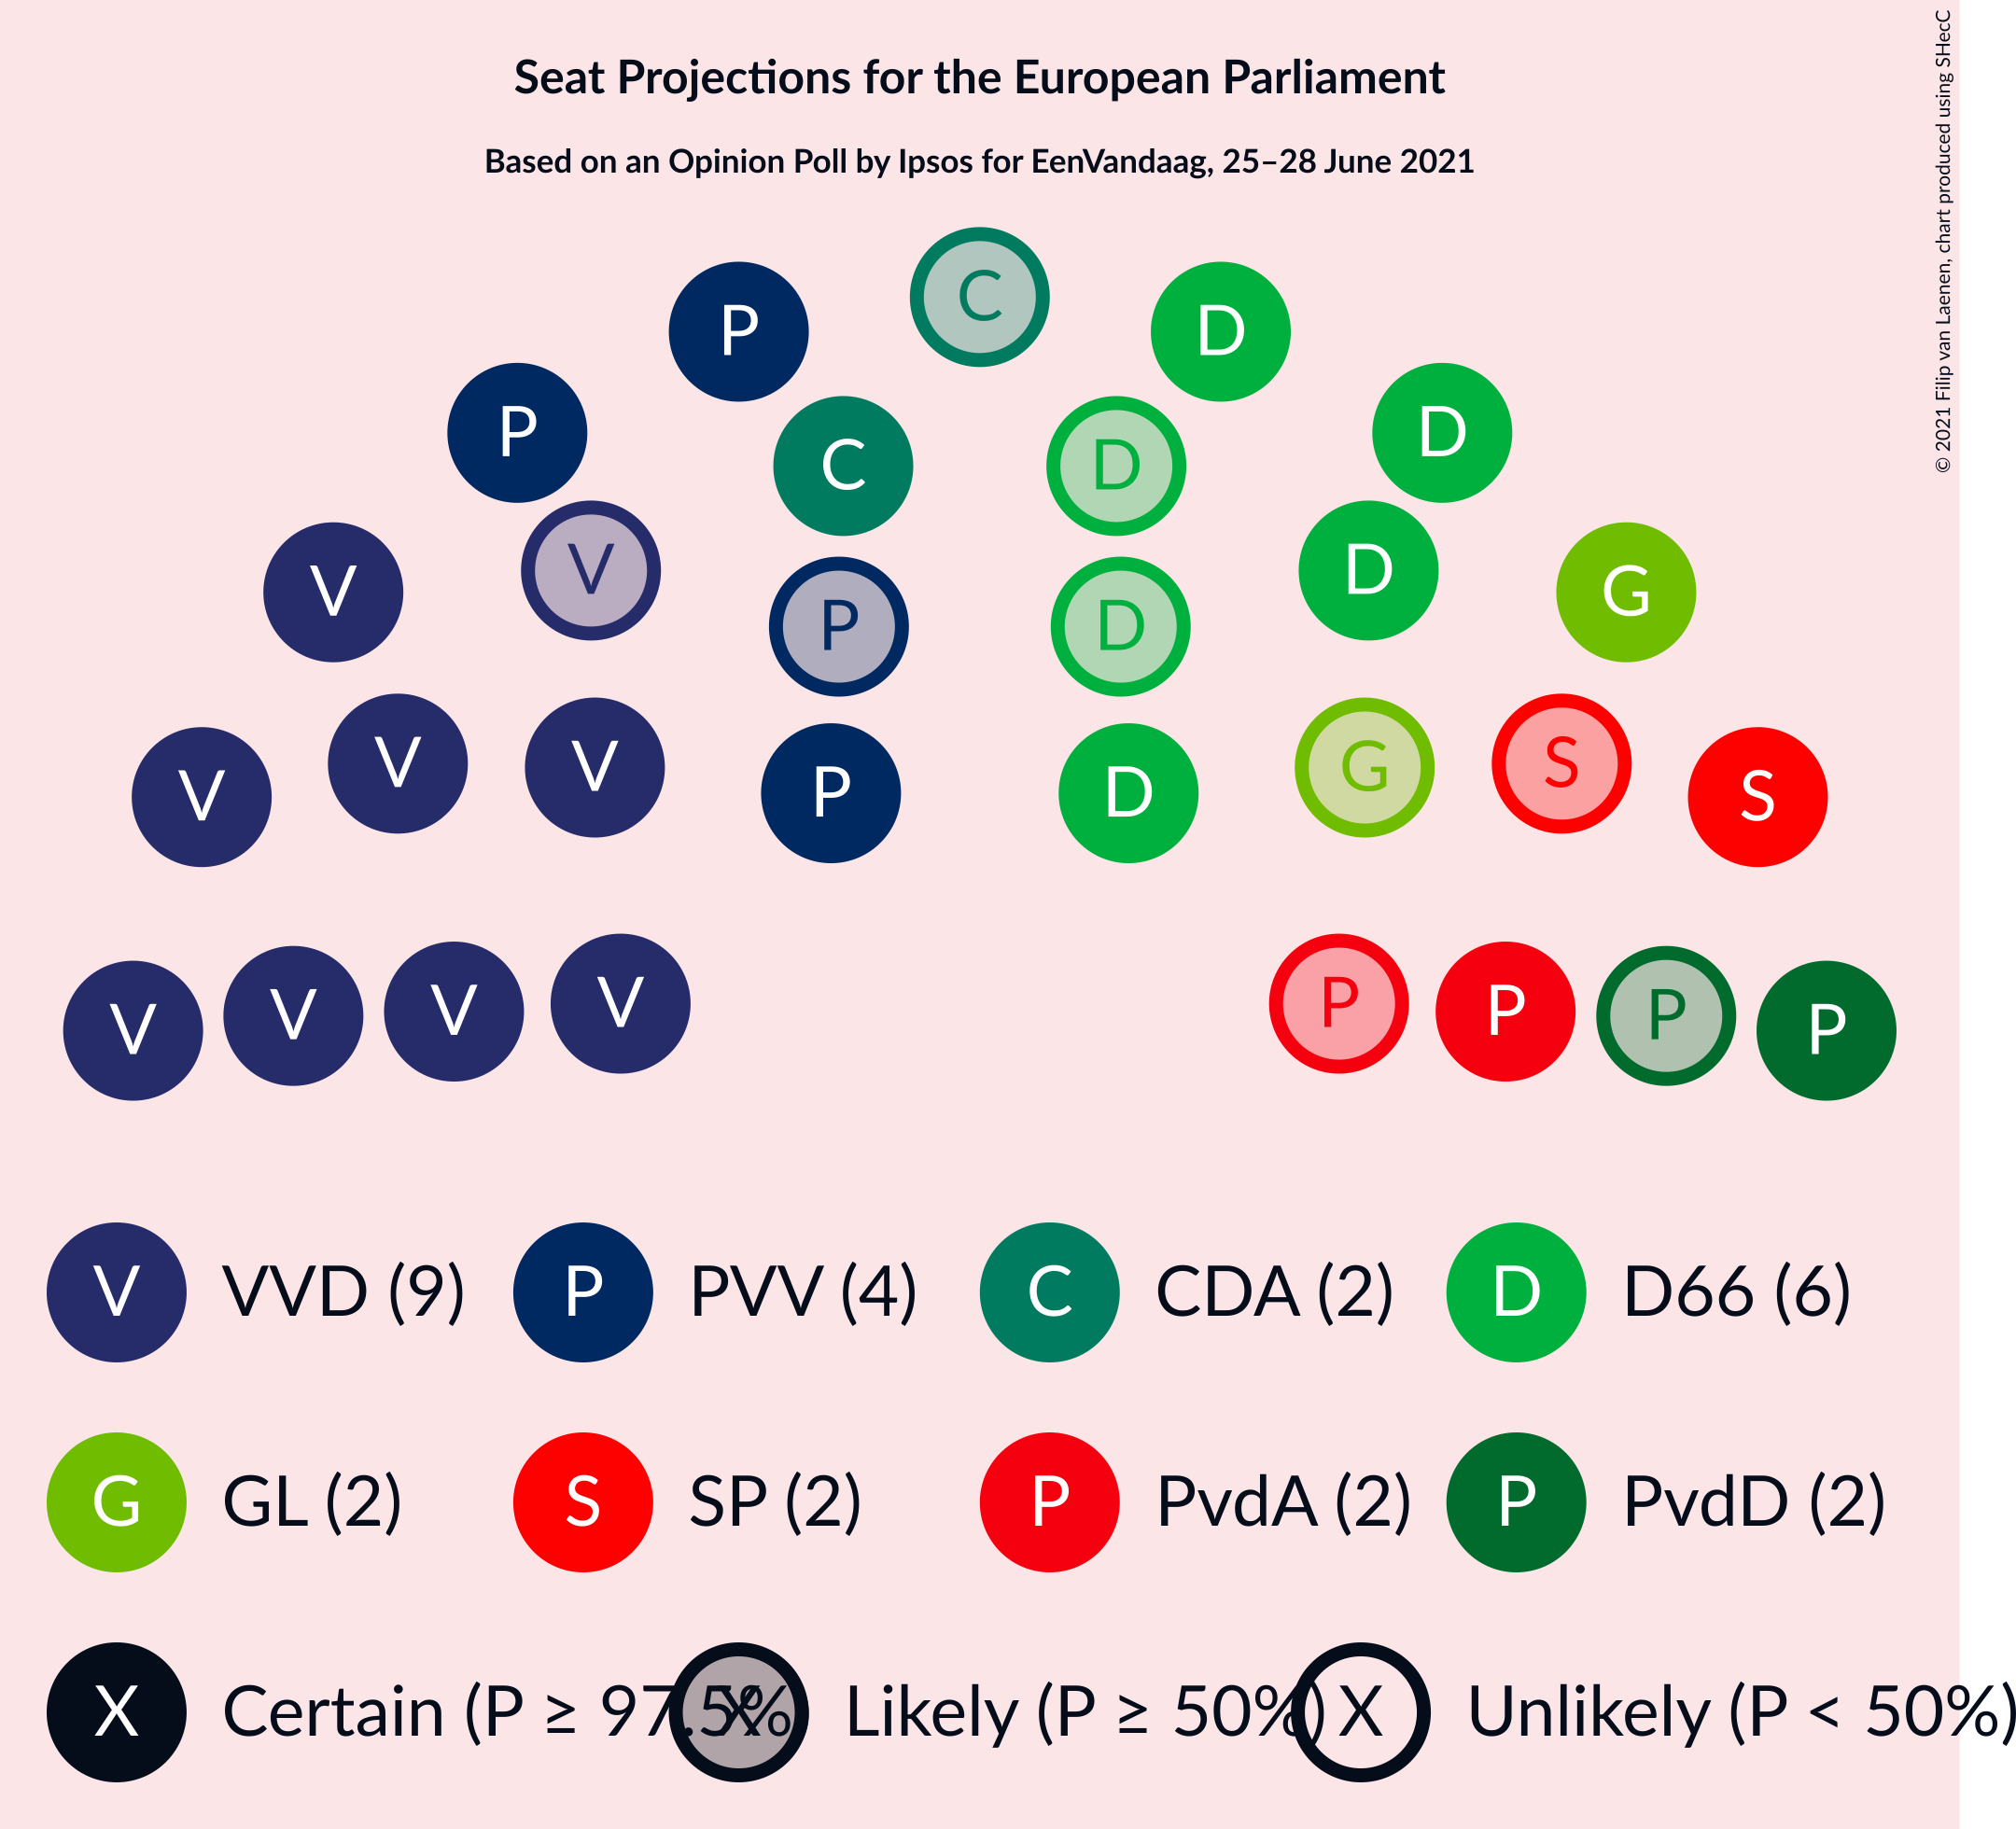 Seat Projections for the European Parliament
Based on an Opinion Poll by Ipsos for EenVandaag, 25–28 June 2021
© 2021 Filip van Laenen, chart produced using SHecC
C
P D
P D
C D
V D
V G
P D
V S
V G
V P D S
V P
V P
V P
V P
V VVD (9) P PVV (4) C CDA (2) D D66 (6)
G GL (2) S SP (2) P PvdA (2) P PvdD (2)
X Certain (P ≥ 97.5% X Likely (P ≥ 50%) X Unlikely (P < 50%)